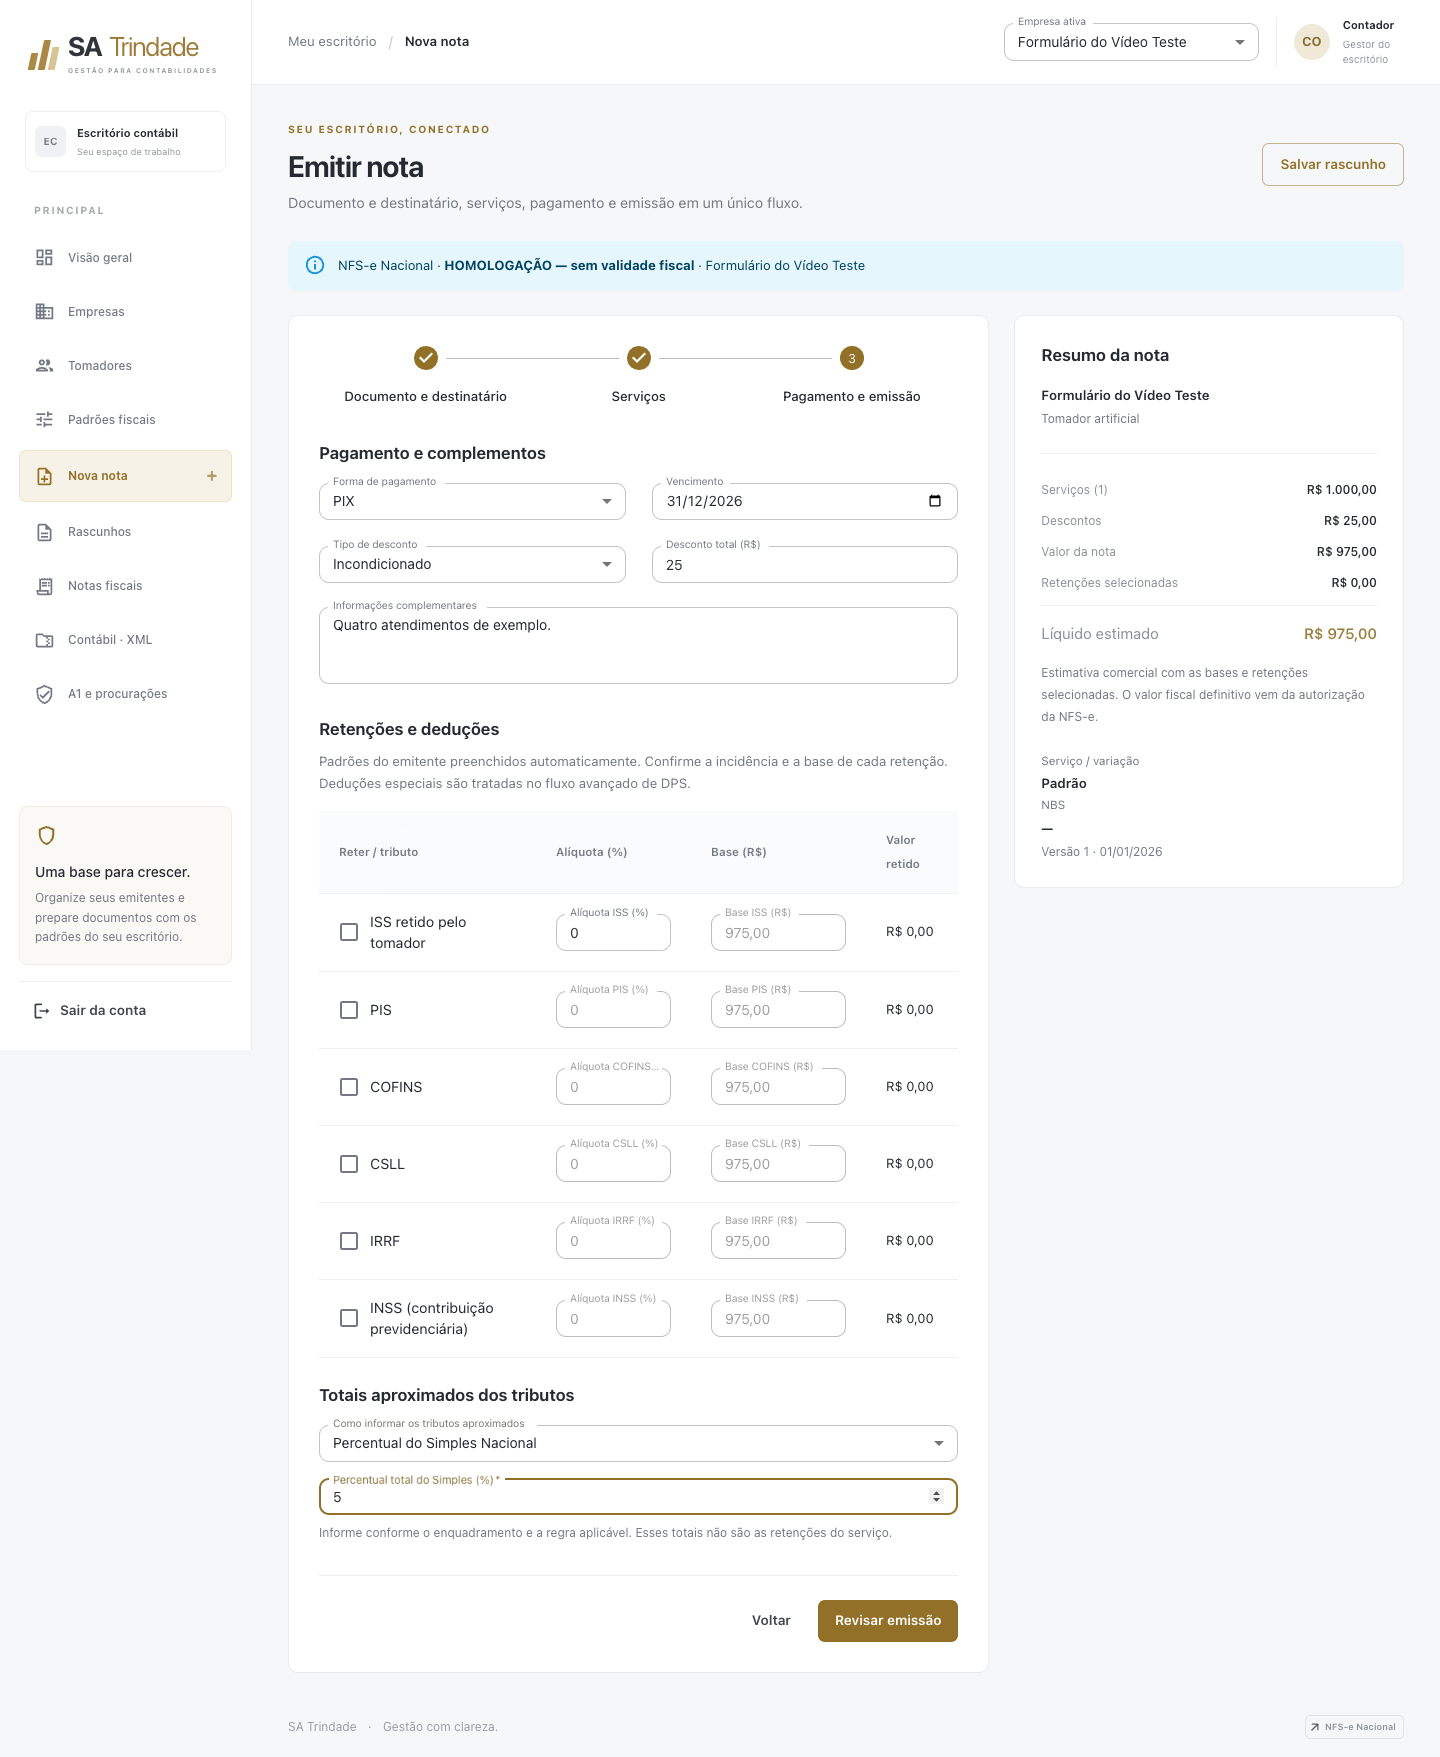 SA Trindade
GESTÃO PARA CONTABILIDADES
EC
Escritório contábil
Seu espaço de trabalho
PRINCIPAL
Visão geral
Empresas
Tomadores
Padrões fiscais
Nova nota +
Rascunhos
Notas fiscais
Contábil · XML
A1 e procurações
Uma base para crescer.
Organize seus emitentes e
prepare documentos com os
padrões do seu escritório.
Sair da conta
Meu escritório / Nova nota
Empresa ativa
Formulário do Vídeo Teste
CO
Contador
Gestor do
escritório
SEU ESCRITÓRIO, CONECTADO
Emitir nota
Documento e destinatário, serviços, pagamento e emissão em um único fluxo.
Salvar rascunho
NFS-e Nacional · HOMOLOGAÇÃO — sem validade fiscal · Formulário do Vídeo Teste
3
Documento e destinatário
Serviços
Pagamento e emissão
Pagamento e complementos
Forma de pagamento
PIX
Vencimento
31/12/2026
Tipo de desconto
Incondicionado
Desconto total (R$)
25
Informações complementares
Quatro atendimentos de exemplo.
Retenções e deduções
Padrões do emitente preenchidos automaticamente. Confirme a incidência e a base de cada retenção.
Deduções especiais são tratadas no fluxo avançado de DPS.
Reter / tributo
Alíquota (%)
Base (R$)
Valor
retido
ISS retido pelo
tomador
Alíquota ISS (%)
0
Base ISS (R$)
975,00
R$ 0,00
PIS
Alíquota PIS (%)
0
Base PIS (R$)
975,00
R$ 0,00
COFINS
Alíquota COFINS...
0
Base COFINS (R$)
975,00
R$ 0,00
CSLL
Alíquota CSLL (%)
0
Base CSLL (R$)
975,00
R$ 0,00
IRRF
Alíquota IRRF (%)
0
Base IRRF (R$)
975,00
R$ 0,00
INSS (contribuição
previdenciária)
Alíquota INSS (%)
0
Base INSS (R$)
975,00
R$ 0,00
Totais aproximados dos tributos
Como informar os tributos aproximados
Percentual do Simples Nacional
Percentual total do Simples (%) *
5
Informe conforme o enquadramento e a regra aplicável. Esses totais não são as retenções do serviço.
Voltar
Revisar emissão
Resumo da nota
Formulário do Vídeo Teste
Tomador artificial
Serviços (1) R$ 1.000,00
Descontos R$ 25,00
Valor da nota R$ 975,00
Retenções selecionadas R$ 0,00
Líquido estimado R$ 975,00
Estimativa comercial com as bases e retenções
selecionadas. O valor fiscal definitivo vem da autorização
da NFS-e.
Serviço / variação
Padrão
NBS
—
Versão 1 · 01/01/2026
SA Trindade · Gestão com clareza.
NFS-e Nacional